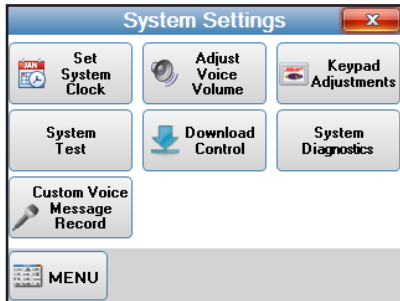 System Settings
x
Set
System
Clock
JAN
Adjust
Voice
Volume
Keypad
Adjustments
System
Test
Download
Control
System
Diagnostics
Custom Voice
Message
Record
MENU